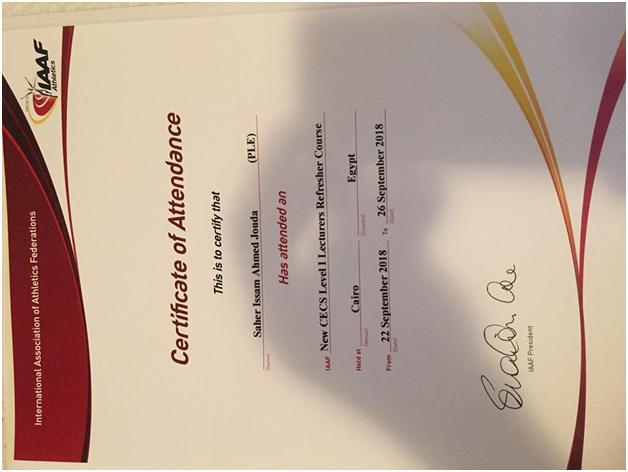 International Association of Athletics Federations
IAAF
Athletics
Certificate of Attendance
This is to certify that
Saher Issam Ahmed Jouda (PLE)
(Name)
Has attended an
IAAF New CECS Level I Lecturers Refresher Course
Held at Cairo Egypt
(Venue) (Country)
From 22 September 2018 To 26 September 2018
(Date) (Date)
IAAF President